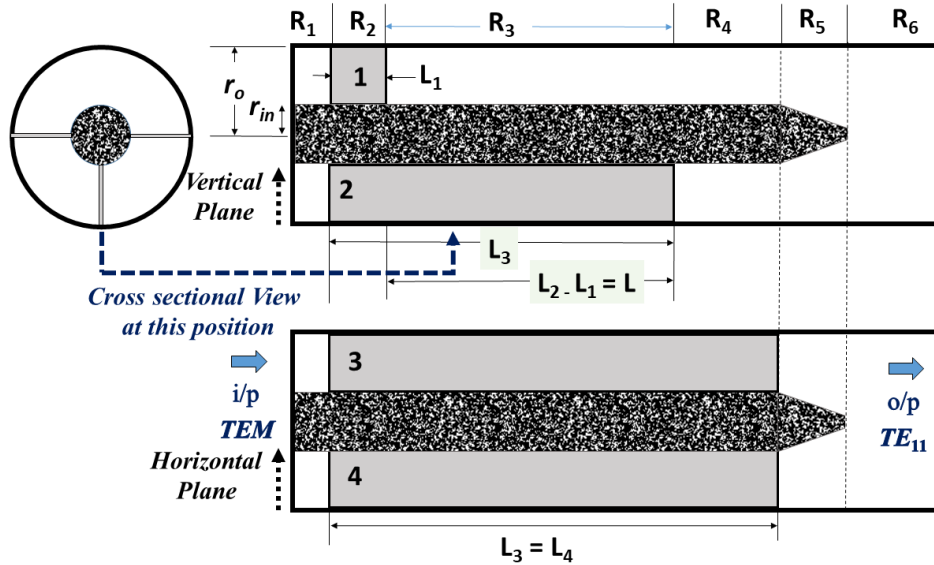 R1 R2 R3 R4 R5 R6
ro
rin
1
L1
Vertical
Plane
2
L3
L2 - L1 = L
Cross sectional View
at this position
i/p
TEM
Horizontal
Plane
3
4
o/p
TE11
L3 = L4